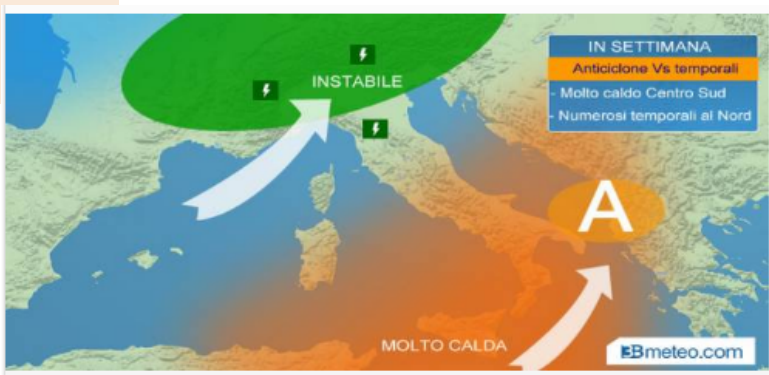 IN SETTIMANA
Anticiclone Vs temporali
- Molto caldo Centro Sud
- Numerosi temporali al Nord
INSTABILE
A
MOLTO CALDA
3Bmeteo.com